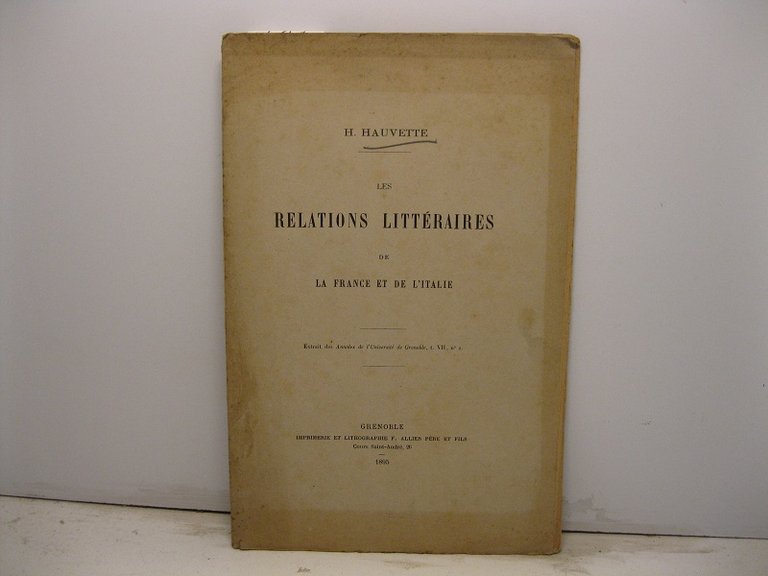 H. HAUVETTE
LES
RELATIONS LITTÉRAIRES
DE
LA FRANCE ET DE L'ITALIE
Extrait des Annales de l'Université de Grenoble, t. VII, nº 2.
GRENOBLE
IMPRIMERIE ET LITHOGRAPHIE F. ALLIER PÈRE ET FILS
Cours Saint-André, 26
1895